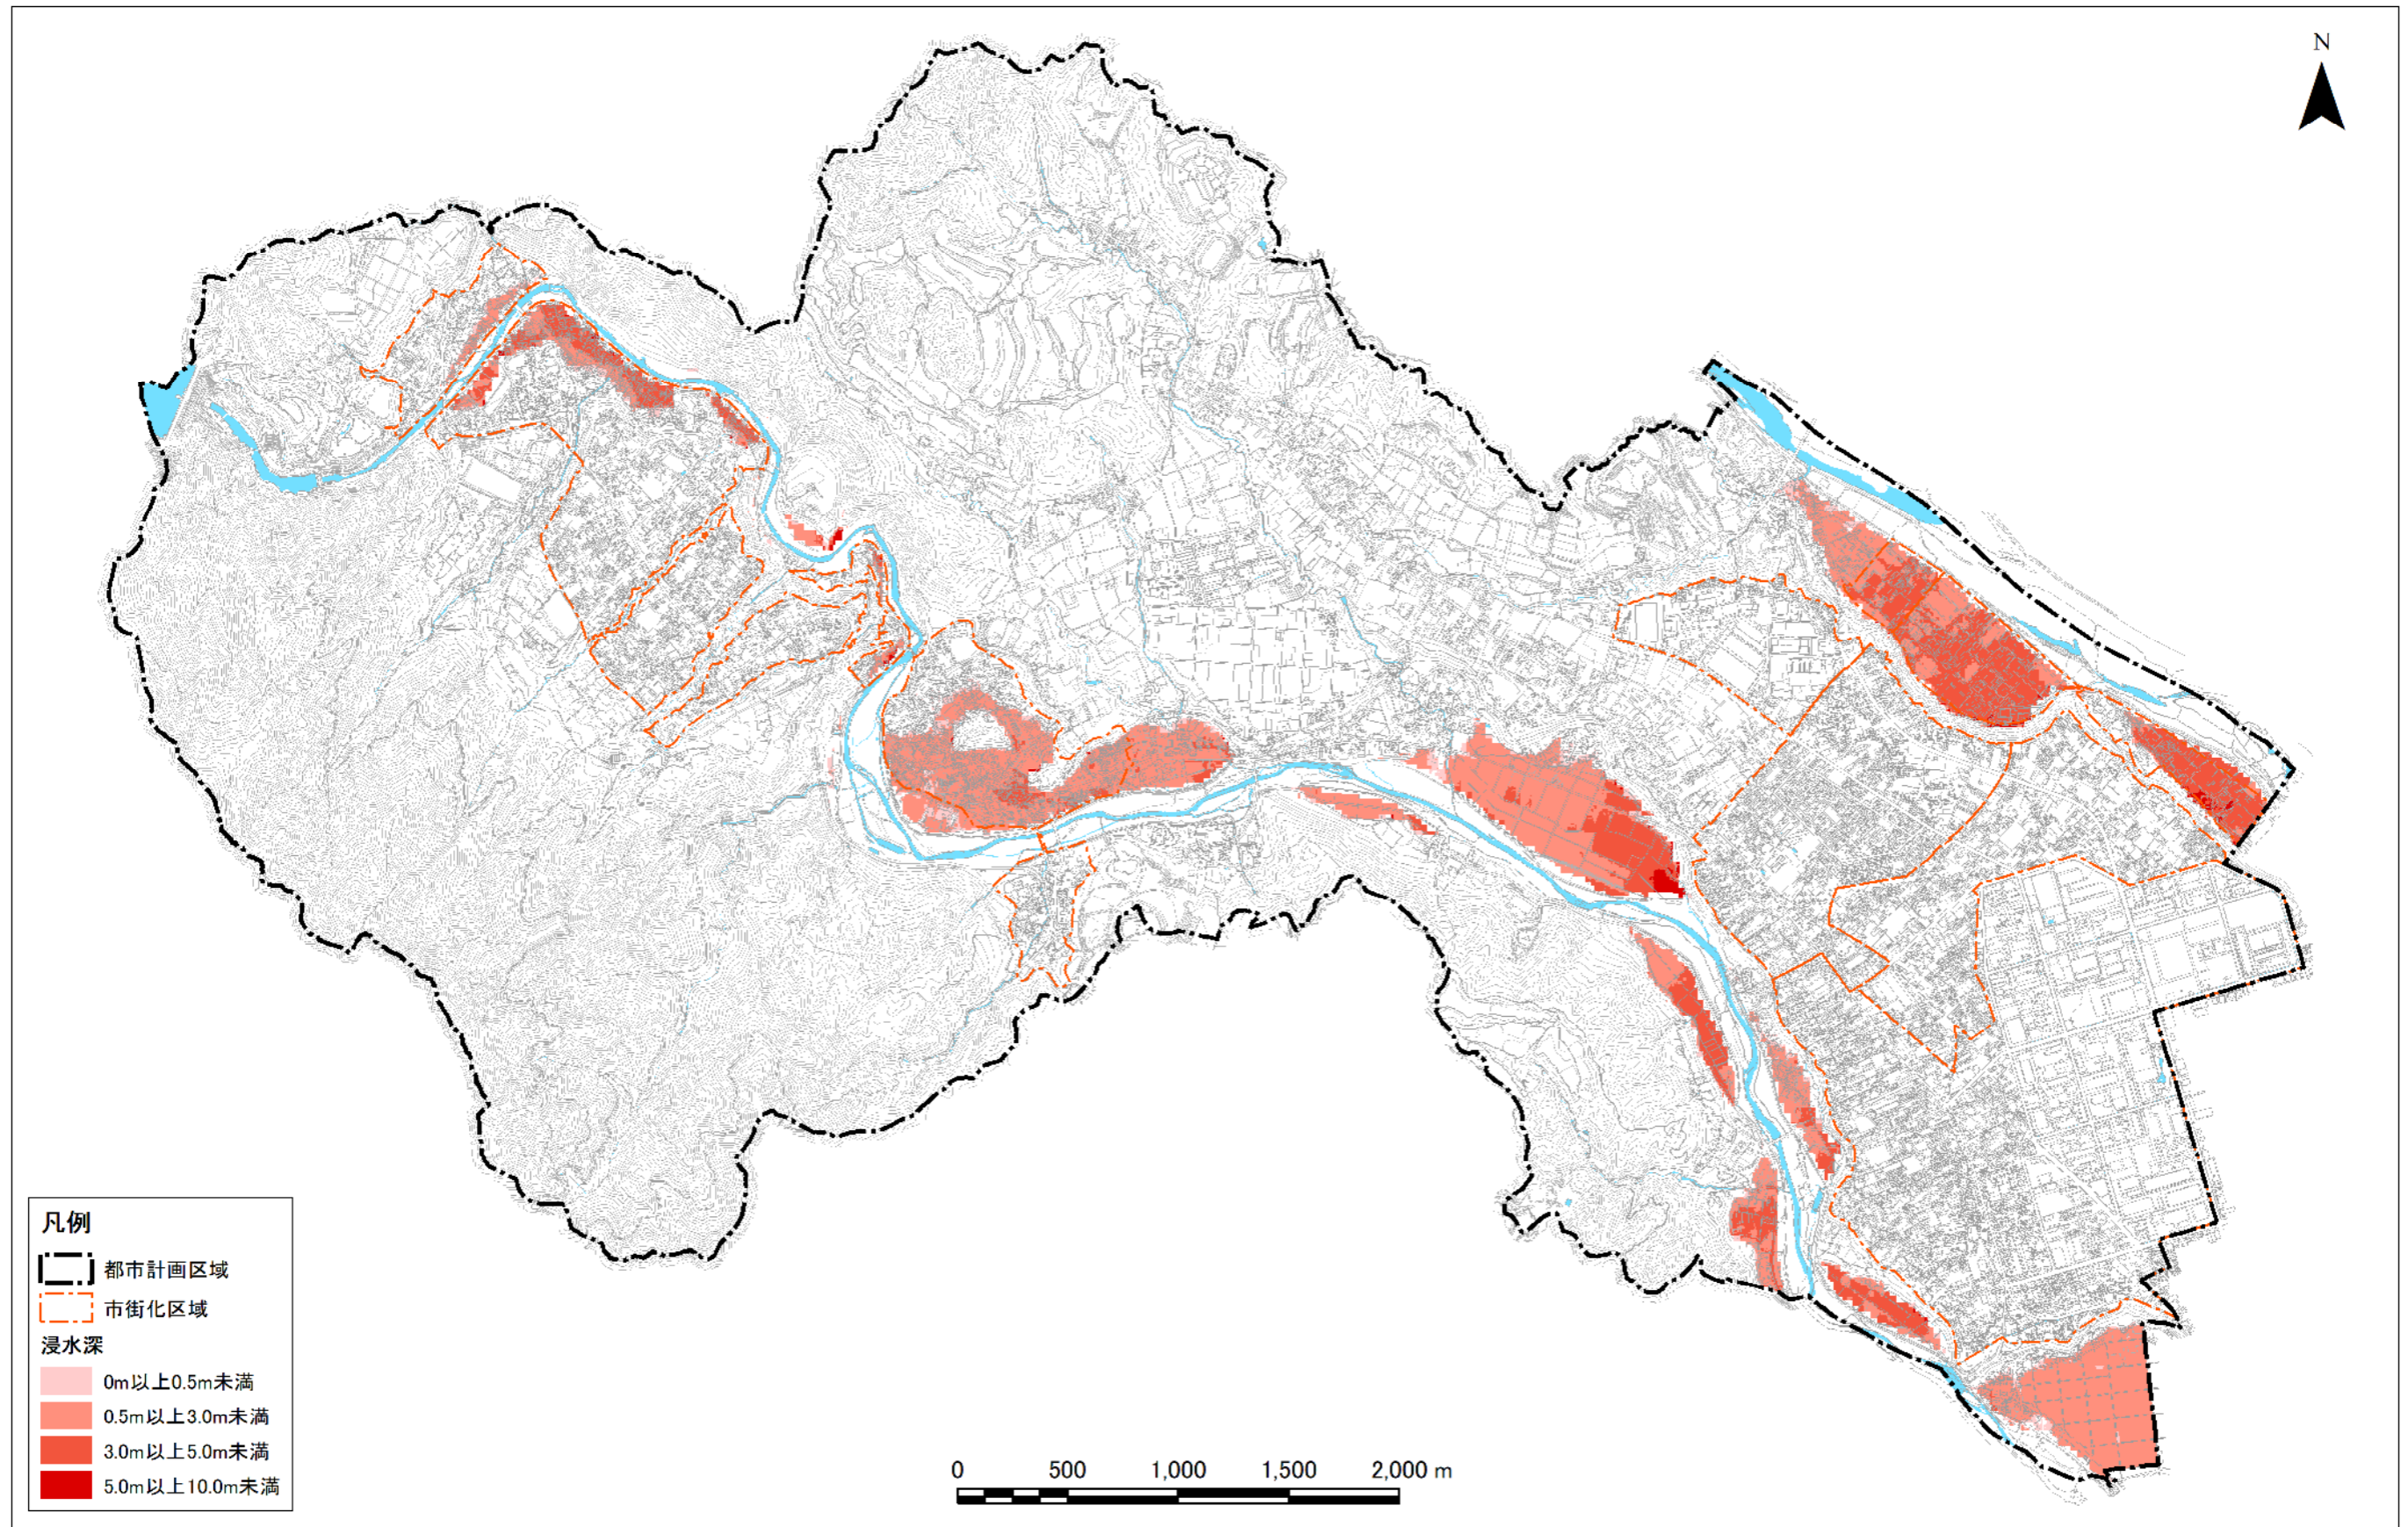 N
凡例
都市計画区域
市街化区域
浸水深
0m以上0.5m未満
0.5m以上3.0m未満
3.0m以上5.0m未満
5.0m以上10.0m未満
0 500 1,000 1,500 2,000 m